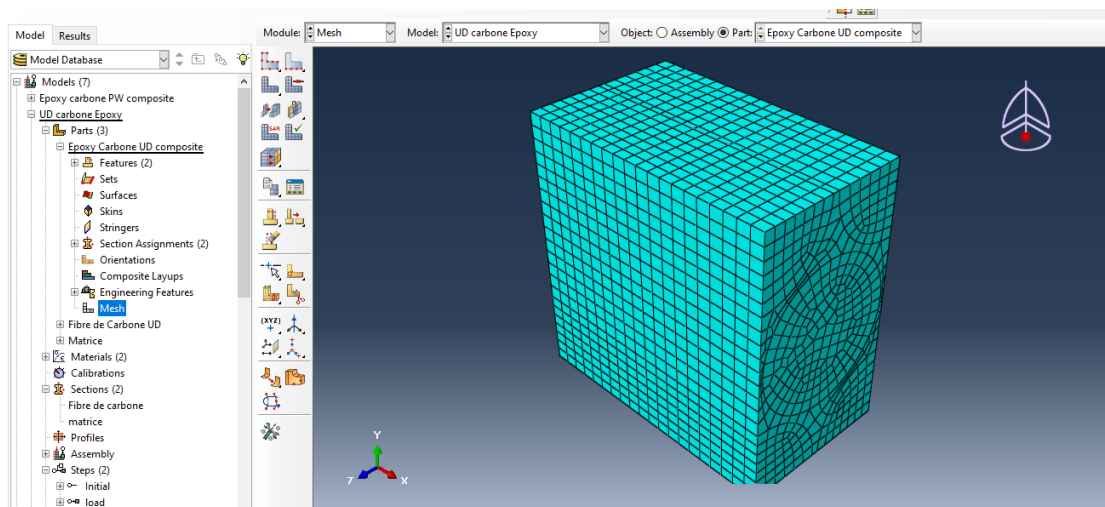 Model Results
Module: Mesh Model: UD carbone Epoxy Object: Assembly Part: Epoxy Carbone UD composite
Model Database
Models (7)
Epoxy carbone PW composite
UD carbone Epoxy
Parts (3)
Epoxy Carbone UD composite
Features (2)
Sets
Surfaces
Skins
Stringers
Section Assignments (2)
Orientations
Composite Layups
Engineering Features
Mesh
Fibre de Carbone UD
Matrice
Materials (2)
Calibrations
Sections (2)
Fibre de carbone
matrice
Profiles
Assembly
Steps (2)
Initial
load
S4R
(XYZ)
Y
Z
X